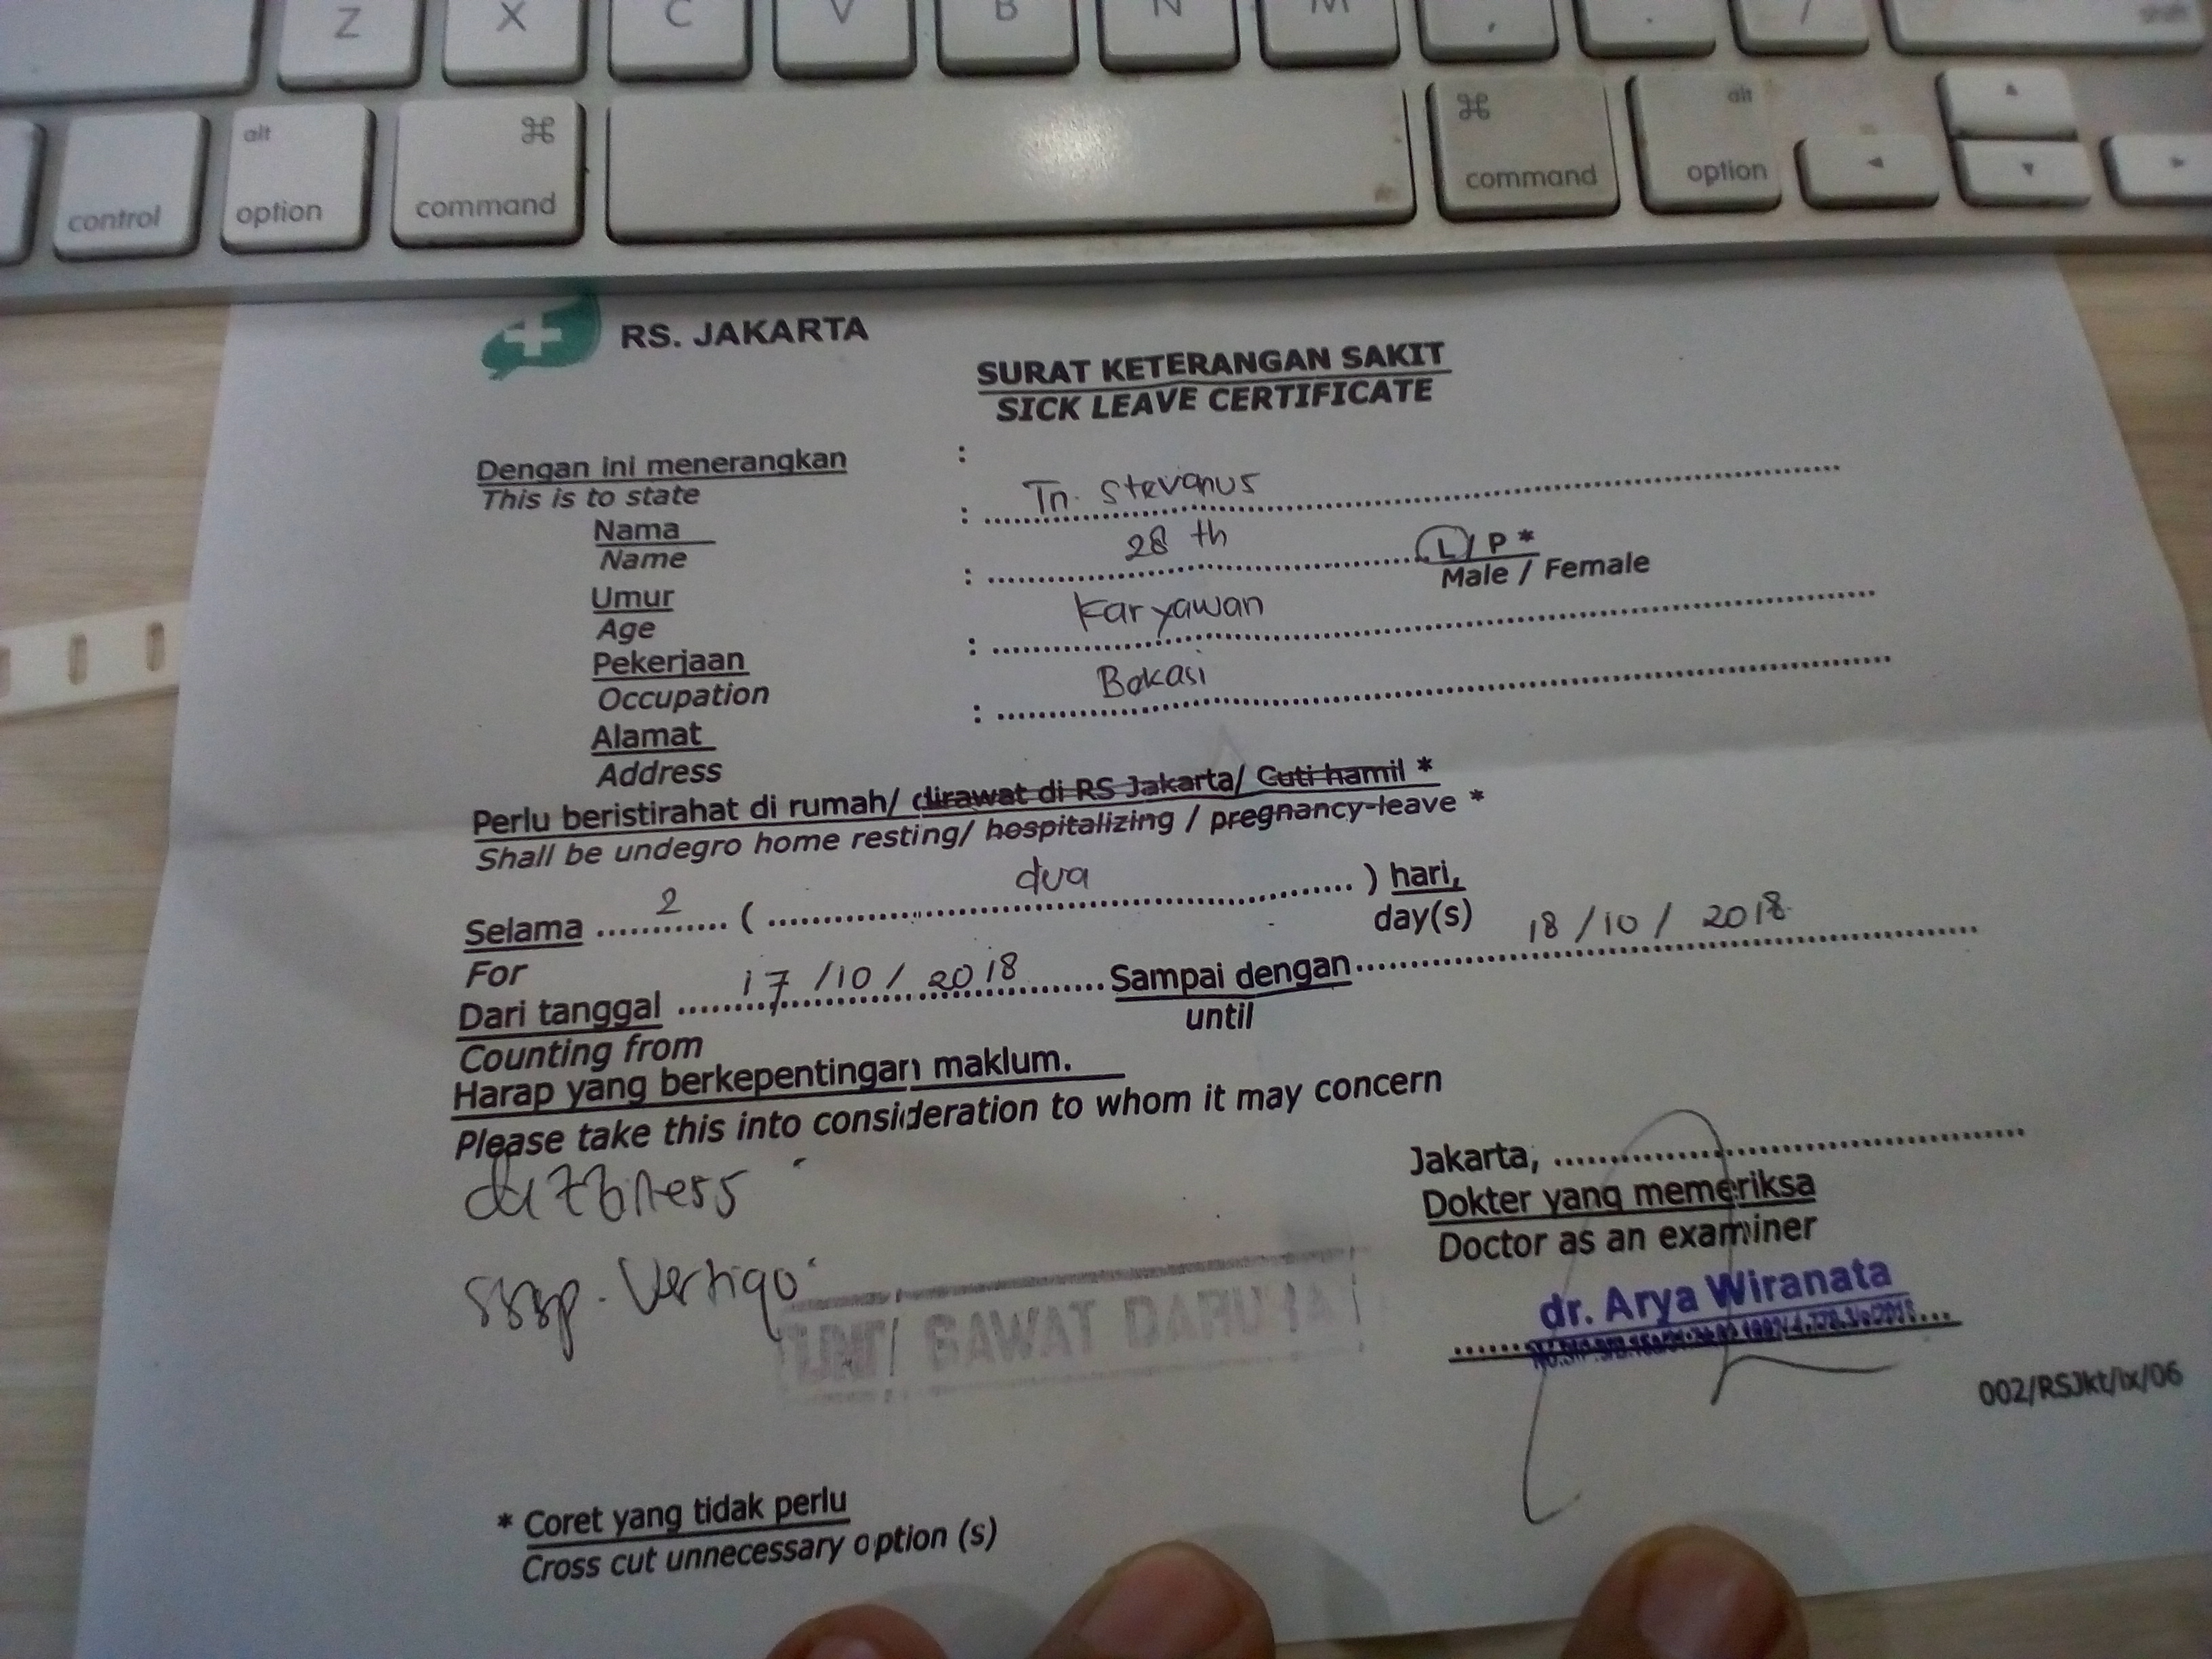 Z X C V B N M , . / shift
control alt option ⌘ command ⌘ command alt option ◄ ▲ ▼ ►
RS. JAKARTA
SURAT KETERANGAN SAKIT
SICK LEAVE CERTIFICATE
Dengan ini menerangkan :
This is to state
Nama : Tn. Stevanus
Name
Umur : 28 th L / P *
Age Male / Female
Pekerjaan : Karyawan
Occupation
Alamat : Bekasi
Address
Perlu beristirahat di rumah/ dirawat di RS Jakarta/ Cuti hamil *
Shall be undegro home resting/ hospitalizing / pregnancy-leave *
Selama 2 ( dua ) hari,
For day(s)
Dari tanggal 17/10/2018 Sampai dengan 18/10/2018
Counting from until
Harap yang berkepentingan maklum.
Please take this into consideration to whom it may concern
Jakarta, ........
Dokter yang memeriksa
Doctor as an examiner
Vertigo
UNIT GAWAT DARURAT
dr. Arya Wiranata
002/RSJkt/ix/06
* Coret yang tidak perlu
Cross cut unnecessary option (s)